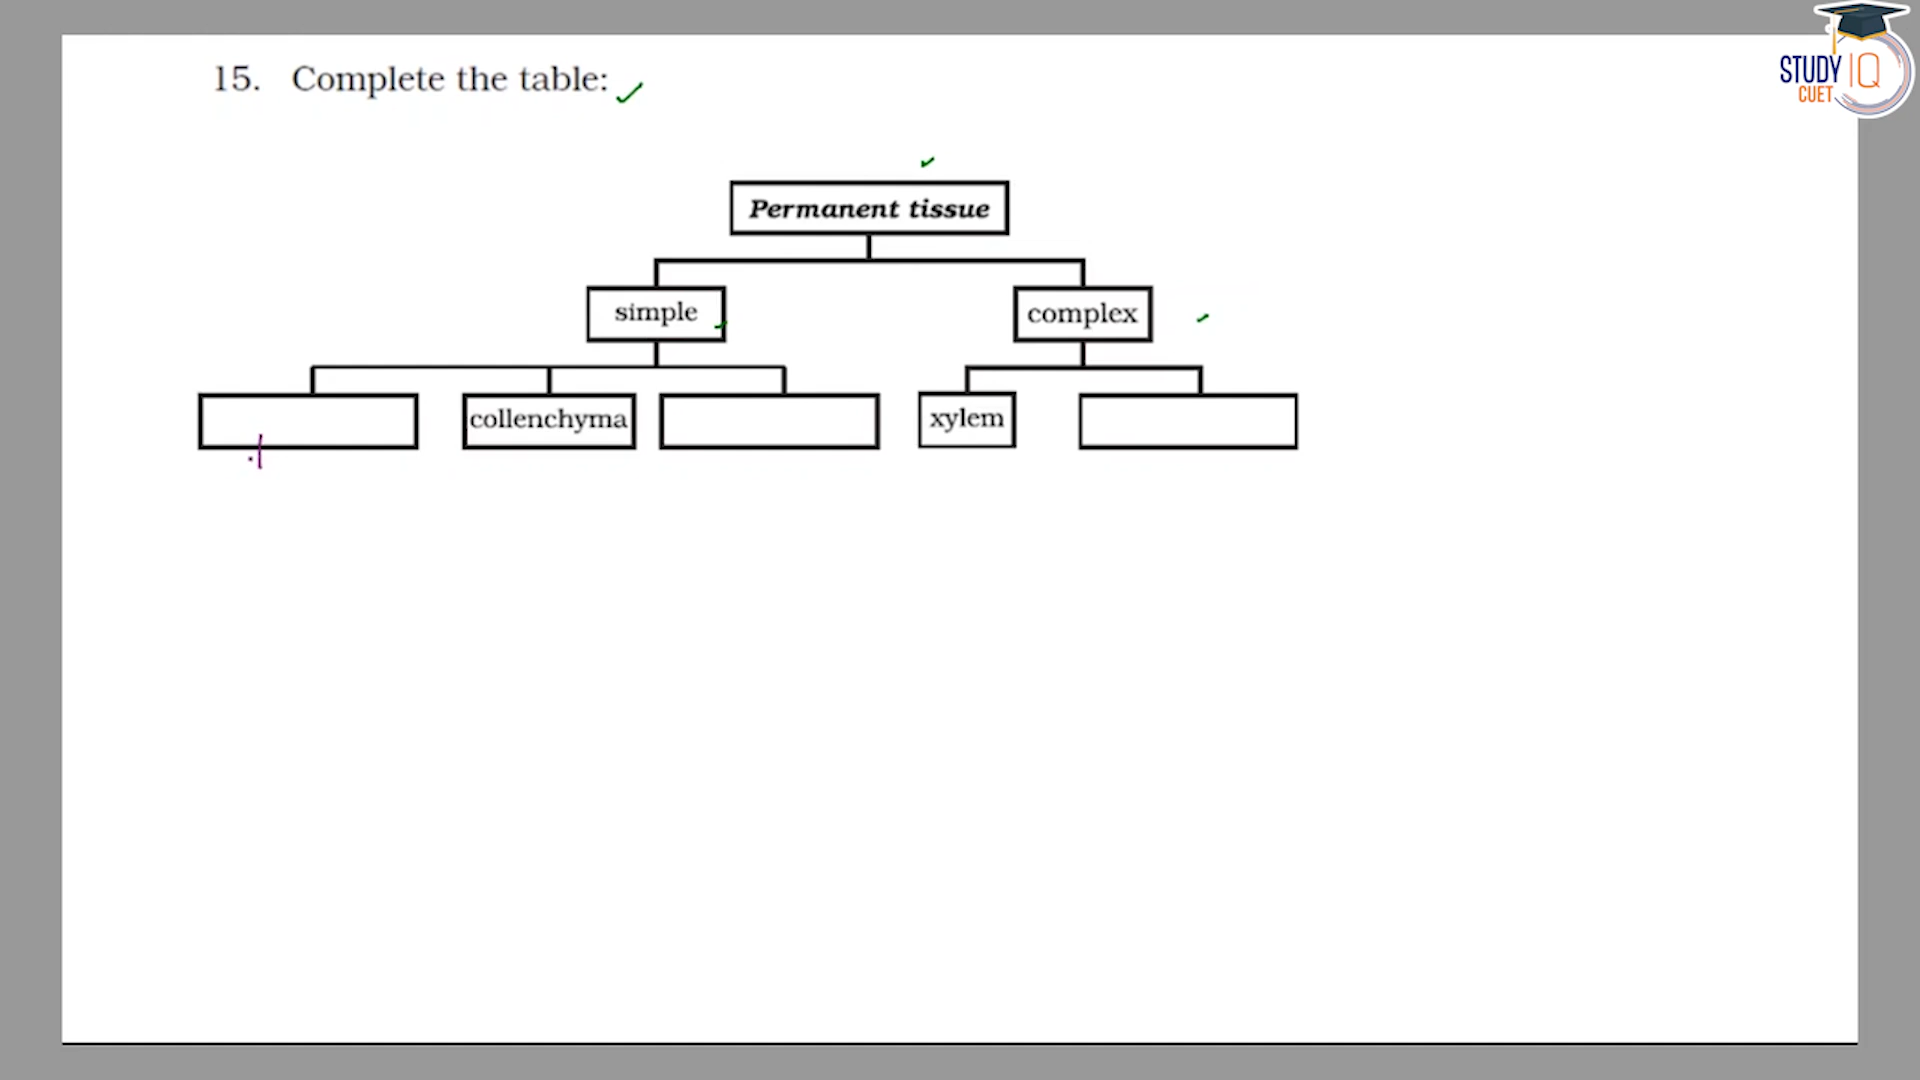 STUDY IQ
CUET
15. Complete the table:
Permanent tissue
simple
complex
collenchyma
xylem